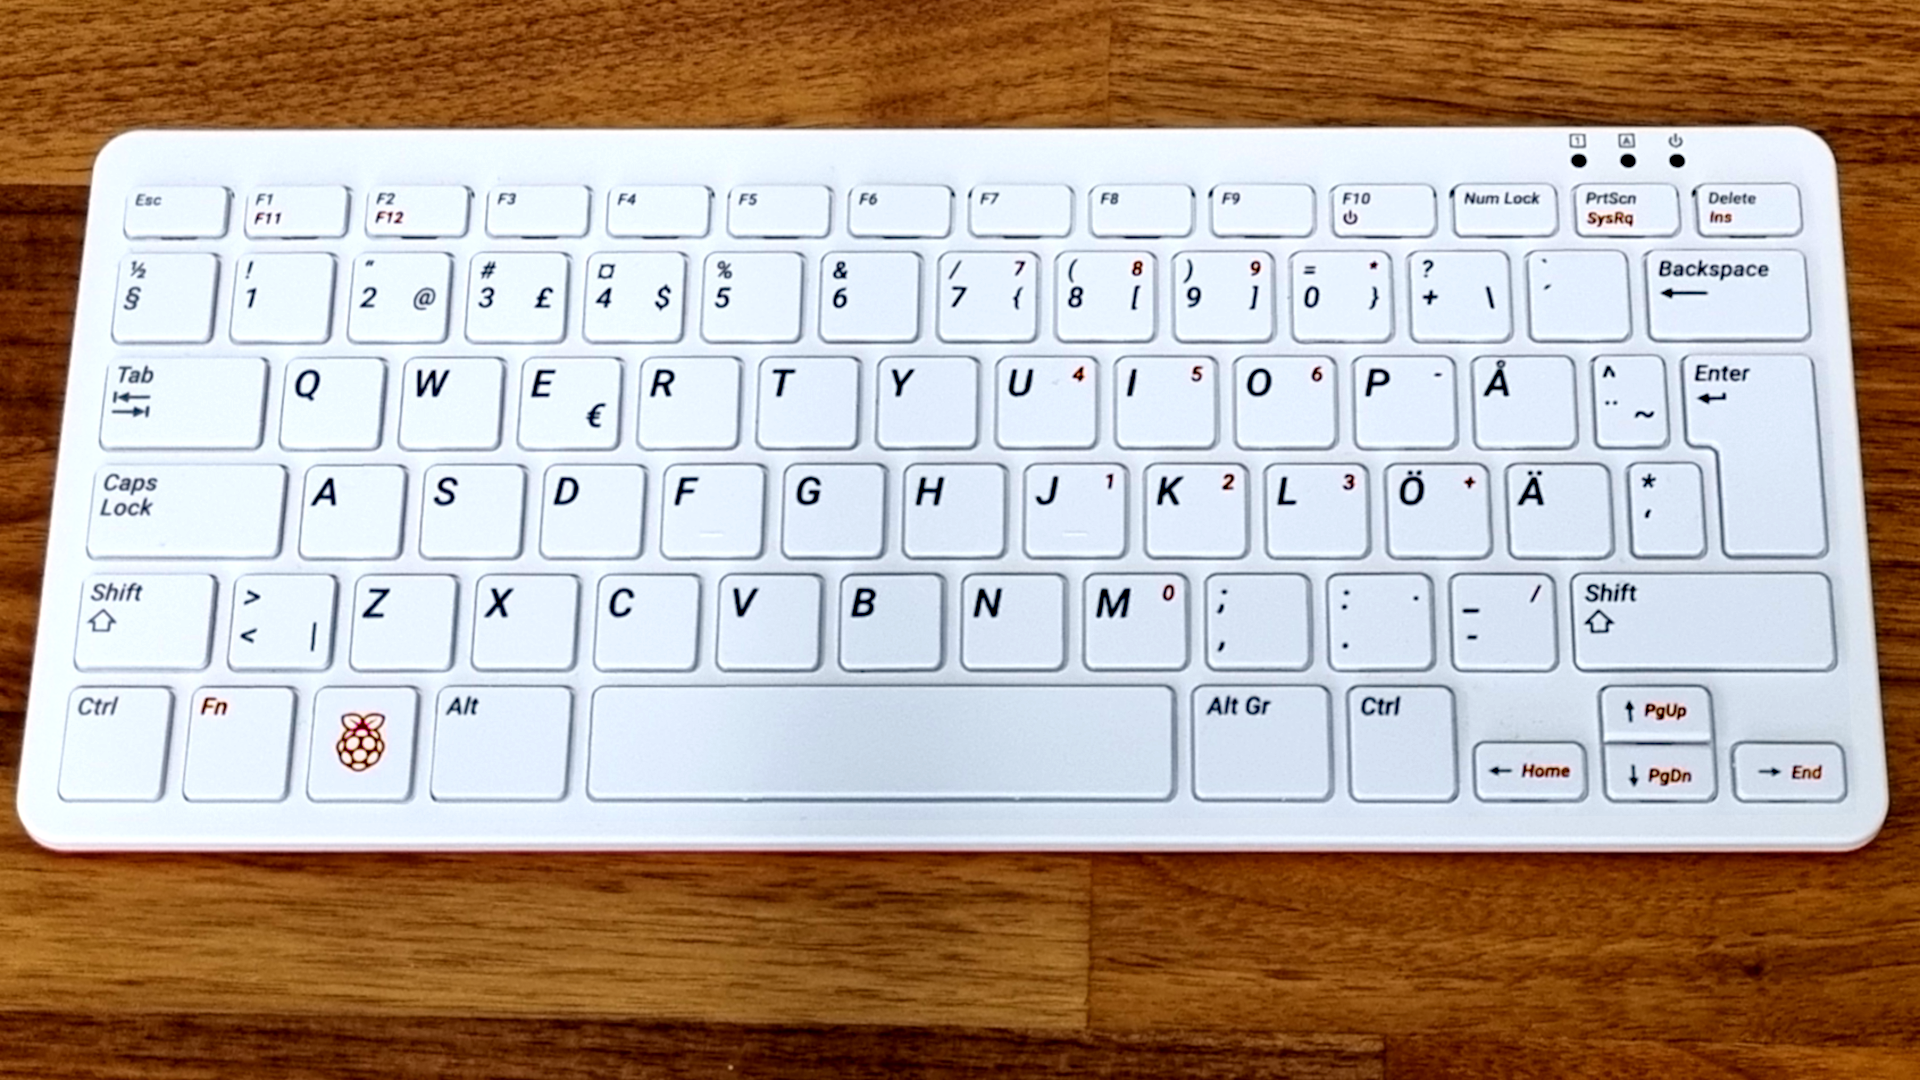 1 A
Esc F1 F2 F3 F4 F5 F6 F7 F8 F9 F10 Num Lock PrtScn Delete
F11 F12 SysRq Ins
½ ! " # ¤ % & / 7 ( 8 ) 9 = * ? ` Backspace
§ 1 2 @ 3 £ 4 $ 5 6 7 { 8 [ 9 ] 0 } + \ ´ ←
Tab Q W E R T Y U 4 I 5 O 6 P - Å ^ Enter
€ ¨ ~ ↵
Caps A S D F G H J 1 K 2 L 3 Ö + Ä *
Lock '
Shift > Z X C V B N M 0 ; : . _ / Shift
⇧ < | , . - ⇧
Ctrl Fn Alt Alt Gr Ctrl ↑ PgUp
← Home ↓ PgDn → End